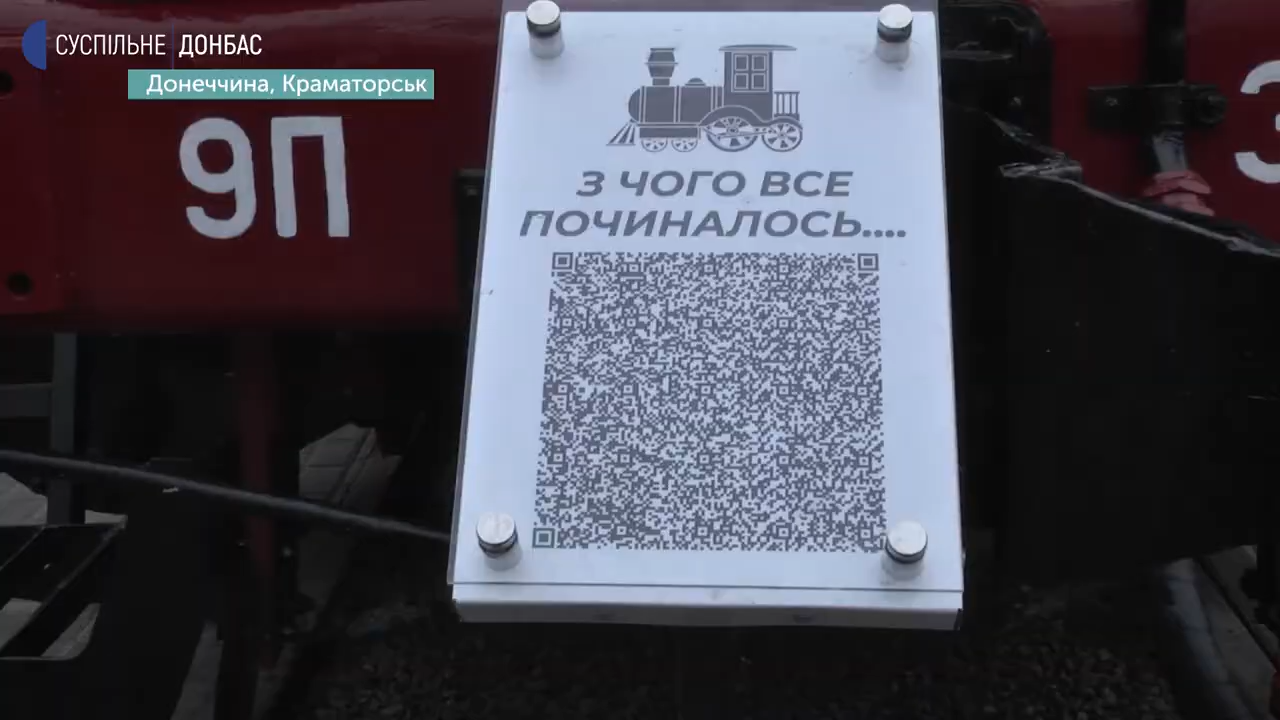 СУСПІЛЬНЕ ДОНБАС
Донеччина, Краматорськ
9П
З
З ЧОГО ВСЕ
ПОЧИНАЛОСЬ....